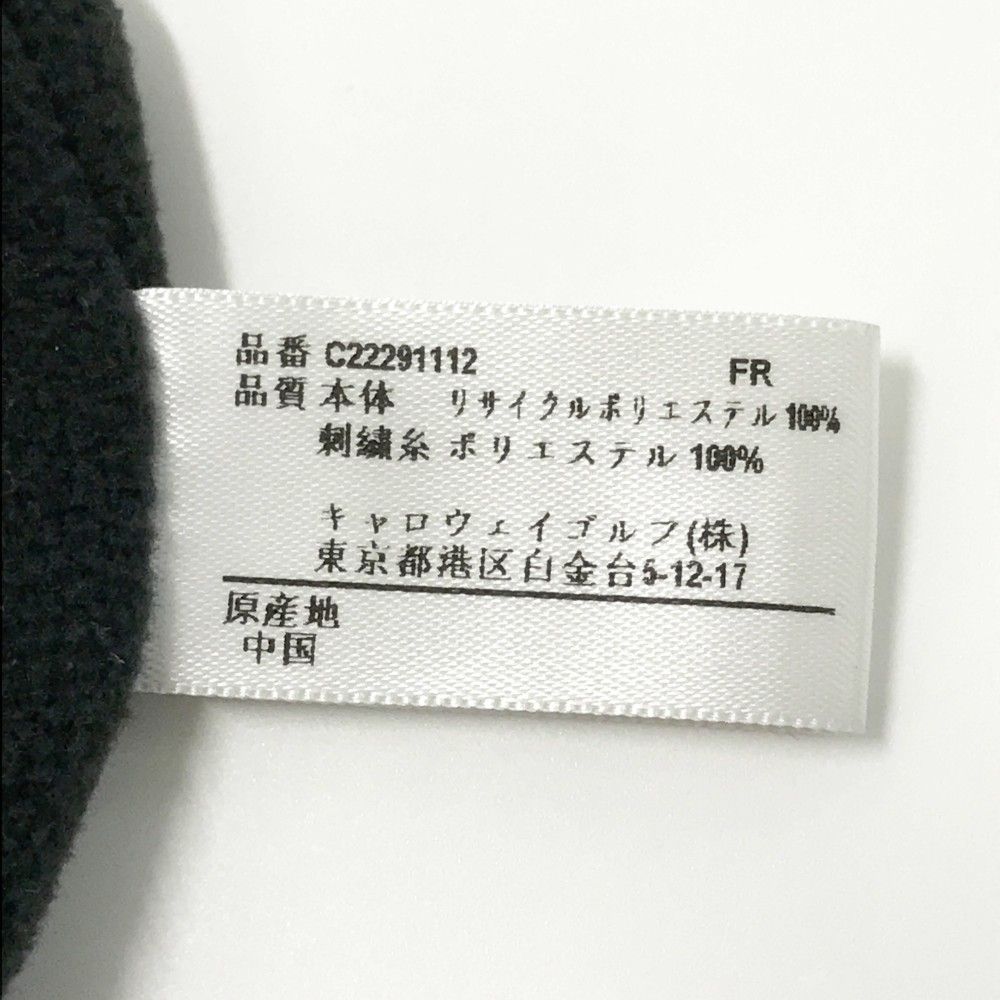 品番 C22291112 FR
品質 本体 リサイクルポリエステル 100%
刺繍糸 ポリエステル 100%
キャロウェイゴルフ(株)
東京都港区白金台5-12-17
原産地
中国